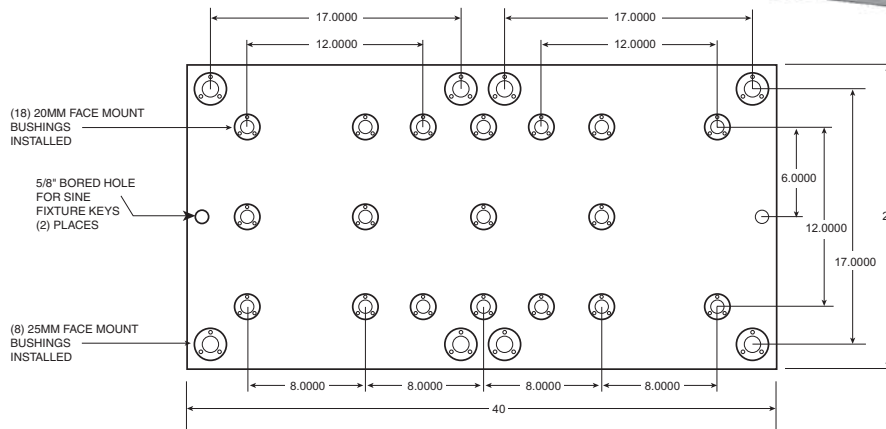 17.0000
17.0000
12.0000
12.0000
(18) 20MM FACE MOUNT
BUSHINGS
INSTALLED
5/8" BORED HOLE
FOR SINE
FIXTURE KEYS
(2) PLACES
6.0000
12.0000
17.0000
(8) 25MM FACE MOUNT
BUSHINGS
INSTALLED
8.0000
8.0000
8.0000
8.0000
40